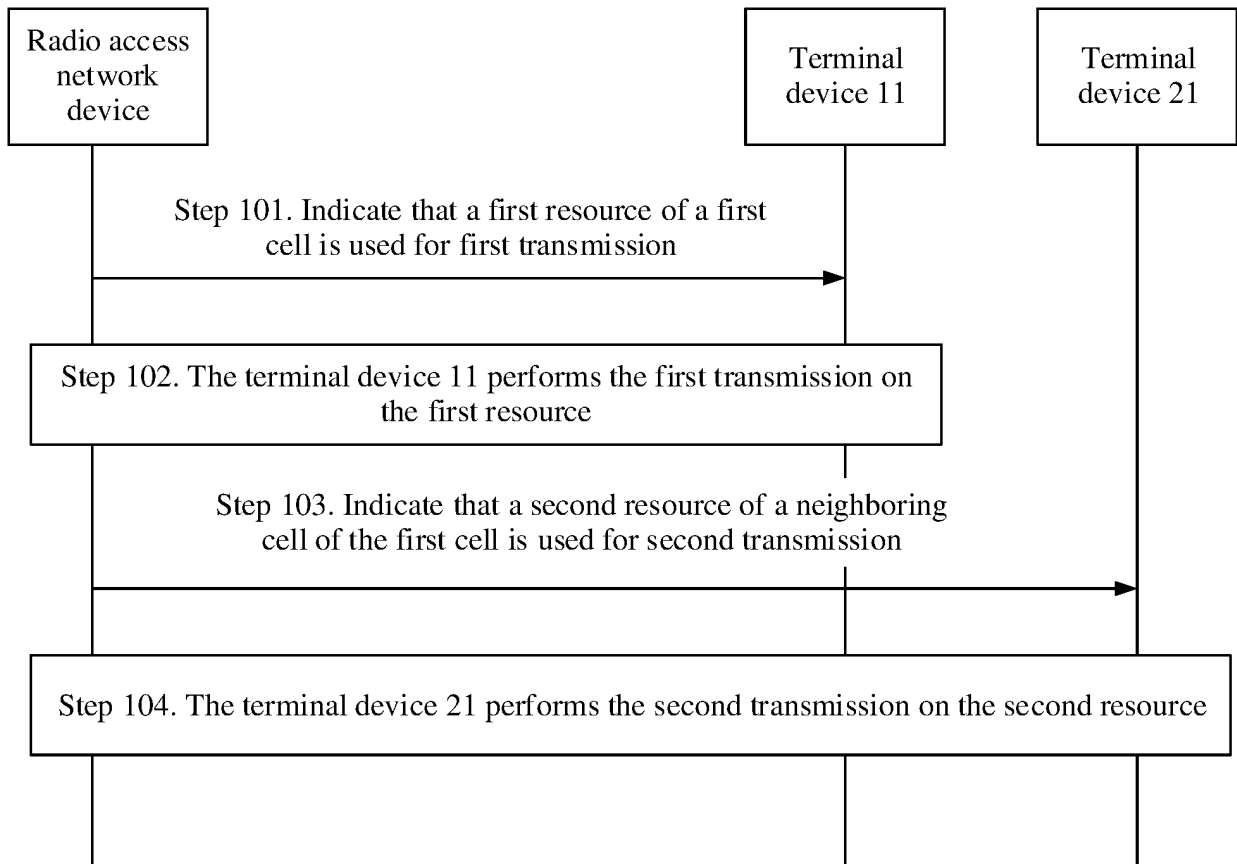 Radio access
network
device
Terminal
device 11
Terminal
device 21
Step 101. Indicate that a first resource of a first
cell is used for first transmission
Step 102. The terminal device 11 performs the first transmission on
the first resource
Step 103. Indicate that a second resource of a neighboring
cell of the first cell is used for second transmission
Step 104. The terminal device 21 performs the second transmission on the second resource